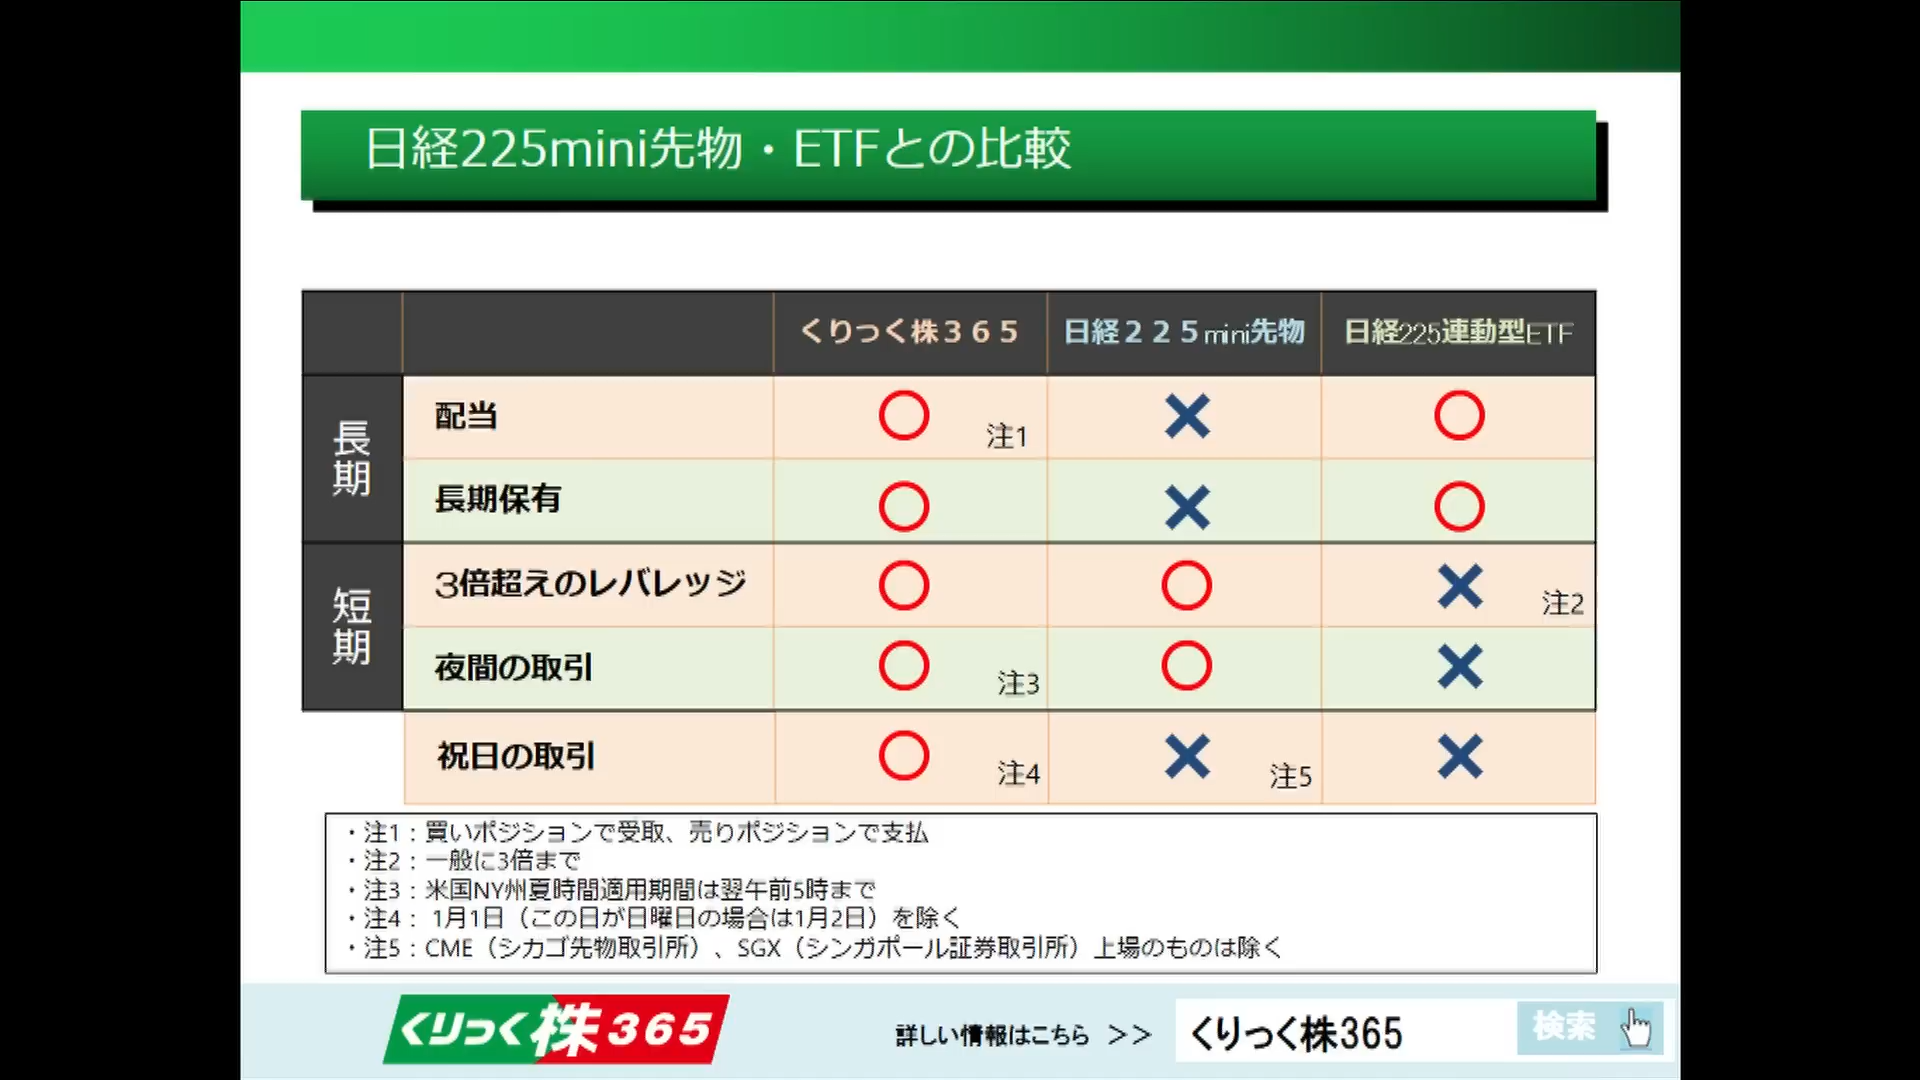 日経225mini先物・ETFとの比較
くりっく株３６５ 日経２２５mini先物 日経225連動型ETF
長期
配当 ○ 注1 × ○
長期保有 ○ × ○
短期
3倍超えのレバレッジ ○ ○ × 注2
夜間の取引 ○ 注3 ○ ×
祝日の取引 ○ 注4 × 注5 ×
・注1：買いポジションで受取、売りポジションで支払
・注2：一般に3倍まで
・注3：米国NY州夏時間適用期間は翌午前5時まで
・注4： 1月1日（この日が日曜日の場合は1月2日）を除く
・注5：CME（シカゴ先物取引所）、SGX（シンガポール証券取引所）上場のものは除く
くりっく株365 詳しい情報はこちら ＞＞ くりっく株365 検索